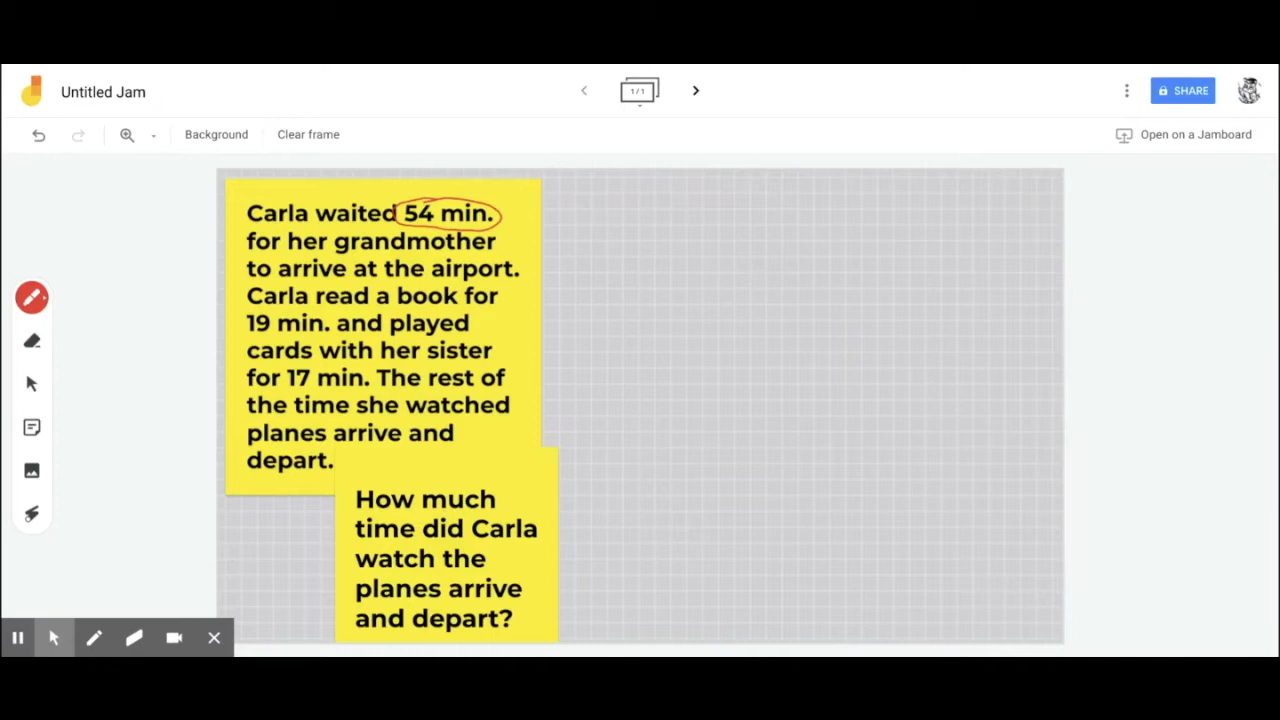 Untitled Jam
1/1
SHARE
Background
Clear frame
Open on a Jamboard
Carla waited 54 min.
for her grandmother
to arrive at the airport.
Carla read a book for
19 min. and played
cards with her sister
for 17 min. The rest of
the time she watched
planes arrive and
depart.
How much
time did Carla
watch the
planes arrive
and depart?